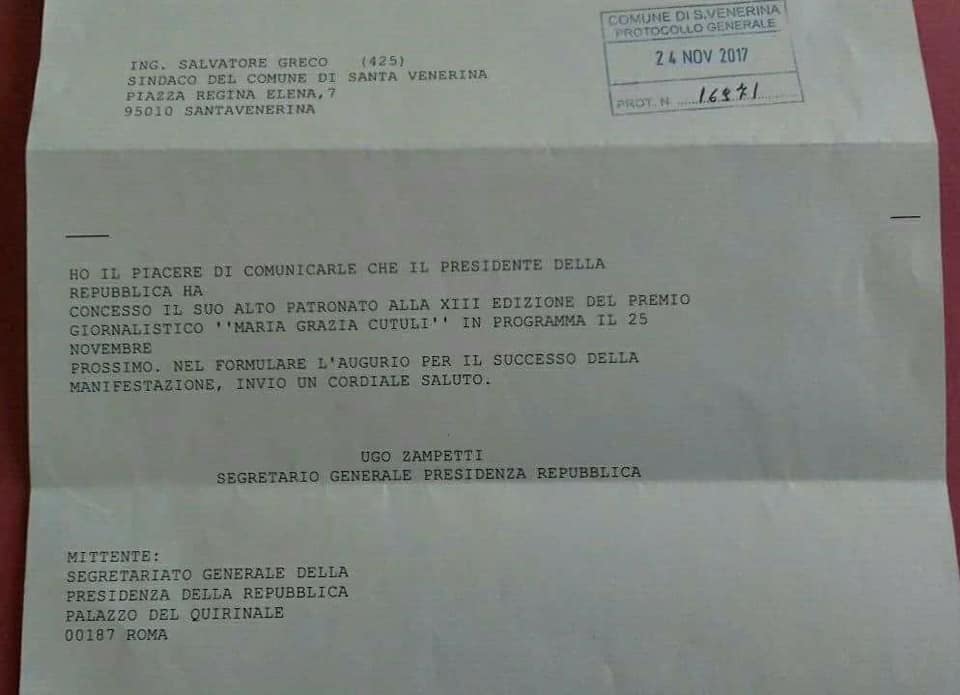 COMUNE DI S.VENERINA
PROTOCOLLO GENERALE
24 NOV 2017
PROT. N. 16971
ING. SALVATORE GRECO (425)
SINDACO DEL COMUNE DI SANTA VENERINA
PIAZZA REGINA ELENA,7
95010 SANTAVENERINA
HO IL PIACERE DI COMUNICARLE CHE IL PRESIDENTE DELLA
REPUBBLICA HA
CONCESSO IL SUO ALTO PATRONATO ALLA XIII EDIZIONE DEL PREMIO
GIORNALISTICO ''MARIA GRAZIA CUTULI'' IN PROGRAMMA IL 25
NOVEMBRE
PROSSIMO. NEL FORMULARE L'AUGURIO PER IL SUCCESSO DELLA
MANIFESTAZIONE, INVIO UN CORDIALE SALUTO.
UGO ZAMPETTI
SEGRETARIO GENERALE PRESIDENZA REPUBBLICA
MITTENTE:
SEGRETARIATO GENERALE DELLA
PRESIDENZA DELLA REPUBBLICA
PALAZZO DEL QUIRINALE
00187 ROMA